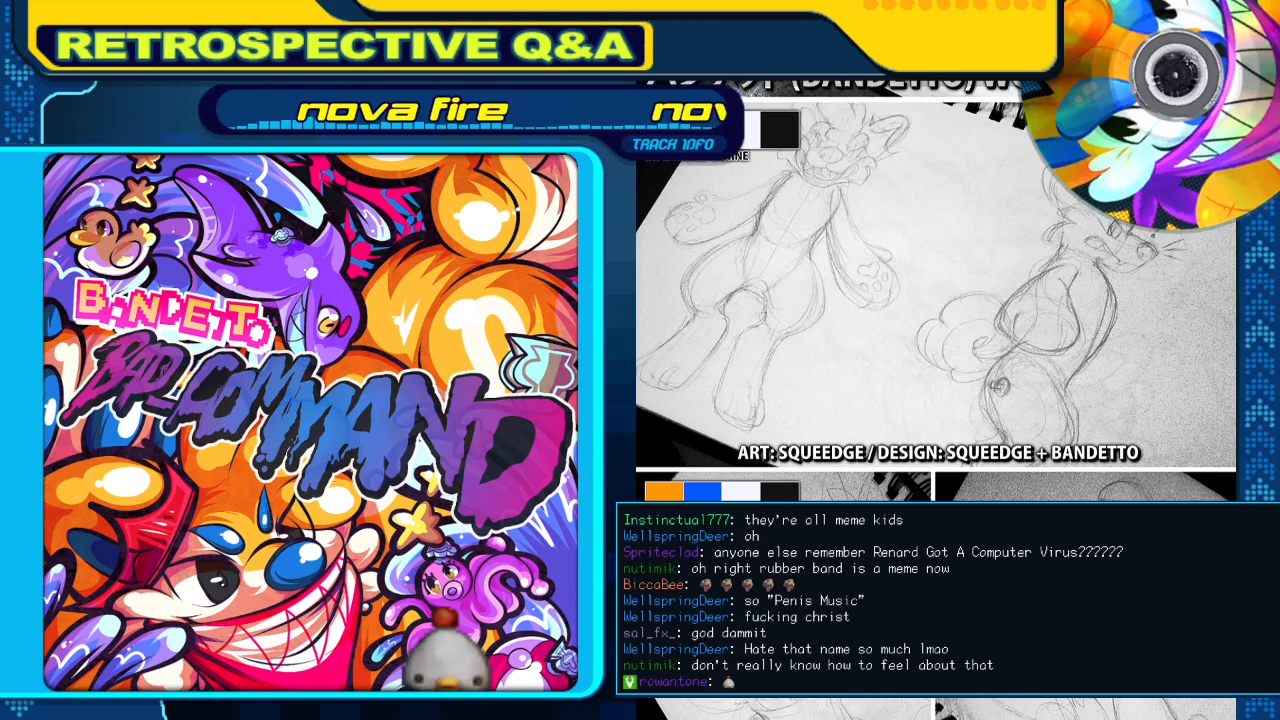 RETROSPECTIVE Q&A
nova fire
nov
TRACK INFO
(BANDETTO)
BANDETTO
BAD_COMMAND
ART: SQUEEDGE / DESIGN: SQUEEDGE + BANDETTO
Instinctual777: they're all meme kids
WellspringDeer: oh
Spriteclad: anyone else remember Renard Got A Computer Virus??????
nutimik: oh right rubber band is a meme now
BiccaBee:
WellspringDeer: so "Penis Music"
WellspringDeer: fucking christ
sal_fx_: god dammit
WellspringDeer: Hate that name so much lmao
nutimik: don't really know how to feel about that
rowantone: